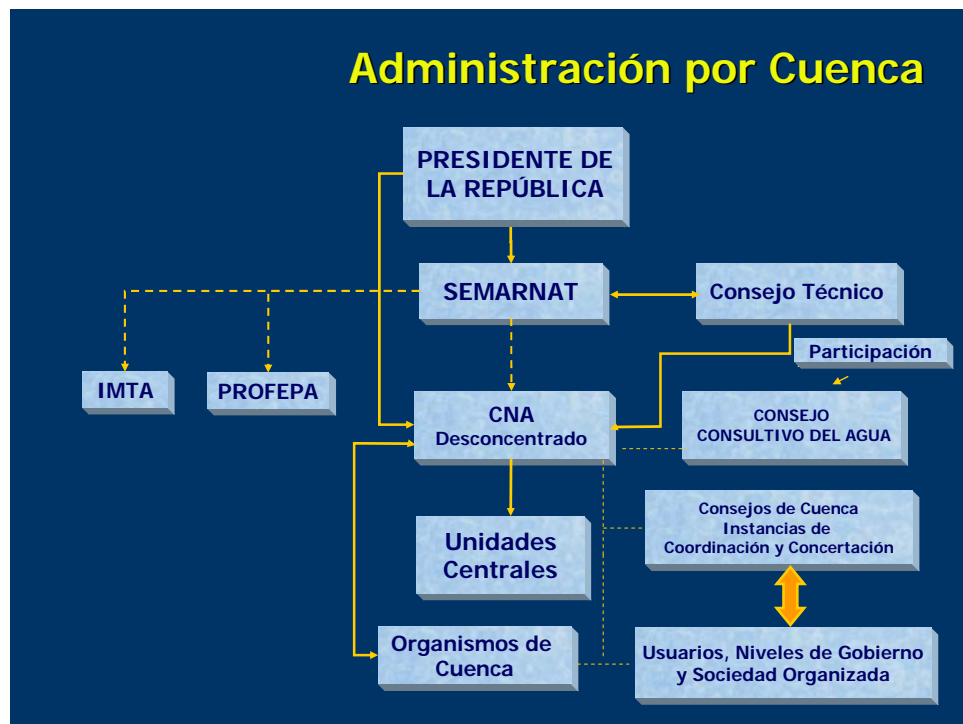 Administración por Cuenca
PRESIDENTE DE
LA REPÚBLICA
SEMARNAT
Consejo Técnico
Participación
IMTA
PROFEPA
CNA
Desconcentrado
CONSEJO
CONSULTIVO DEL AGUA
Consejos de Cuenca
Instancias de
Coordinación y Concertación
Unidades
Centrales
Organismos de
Cuenca
Usuarios, Niveles de Gobierno
y Sociedad Organizada